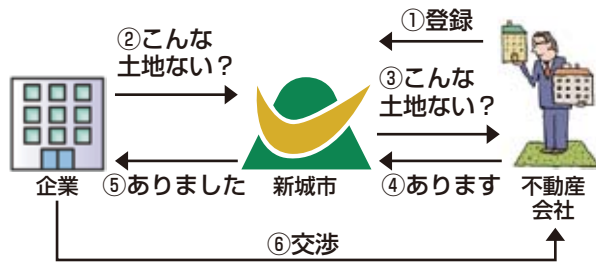 ①登録
②こんな
土地ない？
③こんな
土地ない？
企業
⑤ありました
新城市
④あります
不動産
会社
⑥交渉